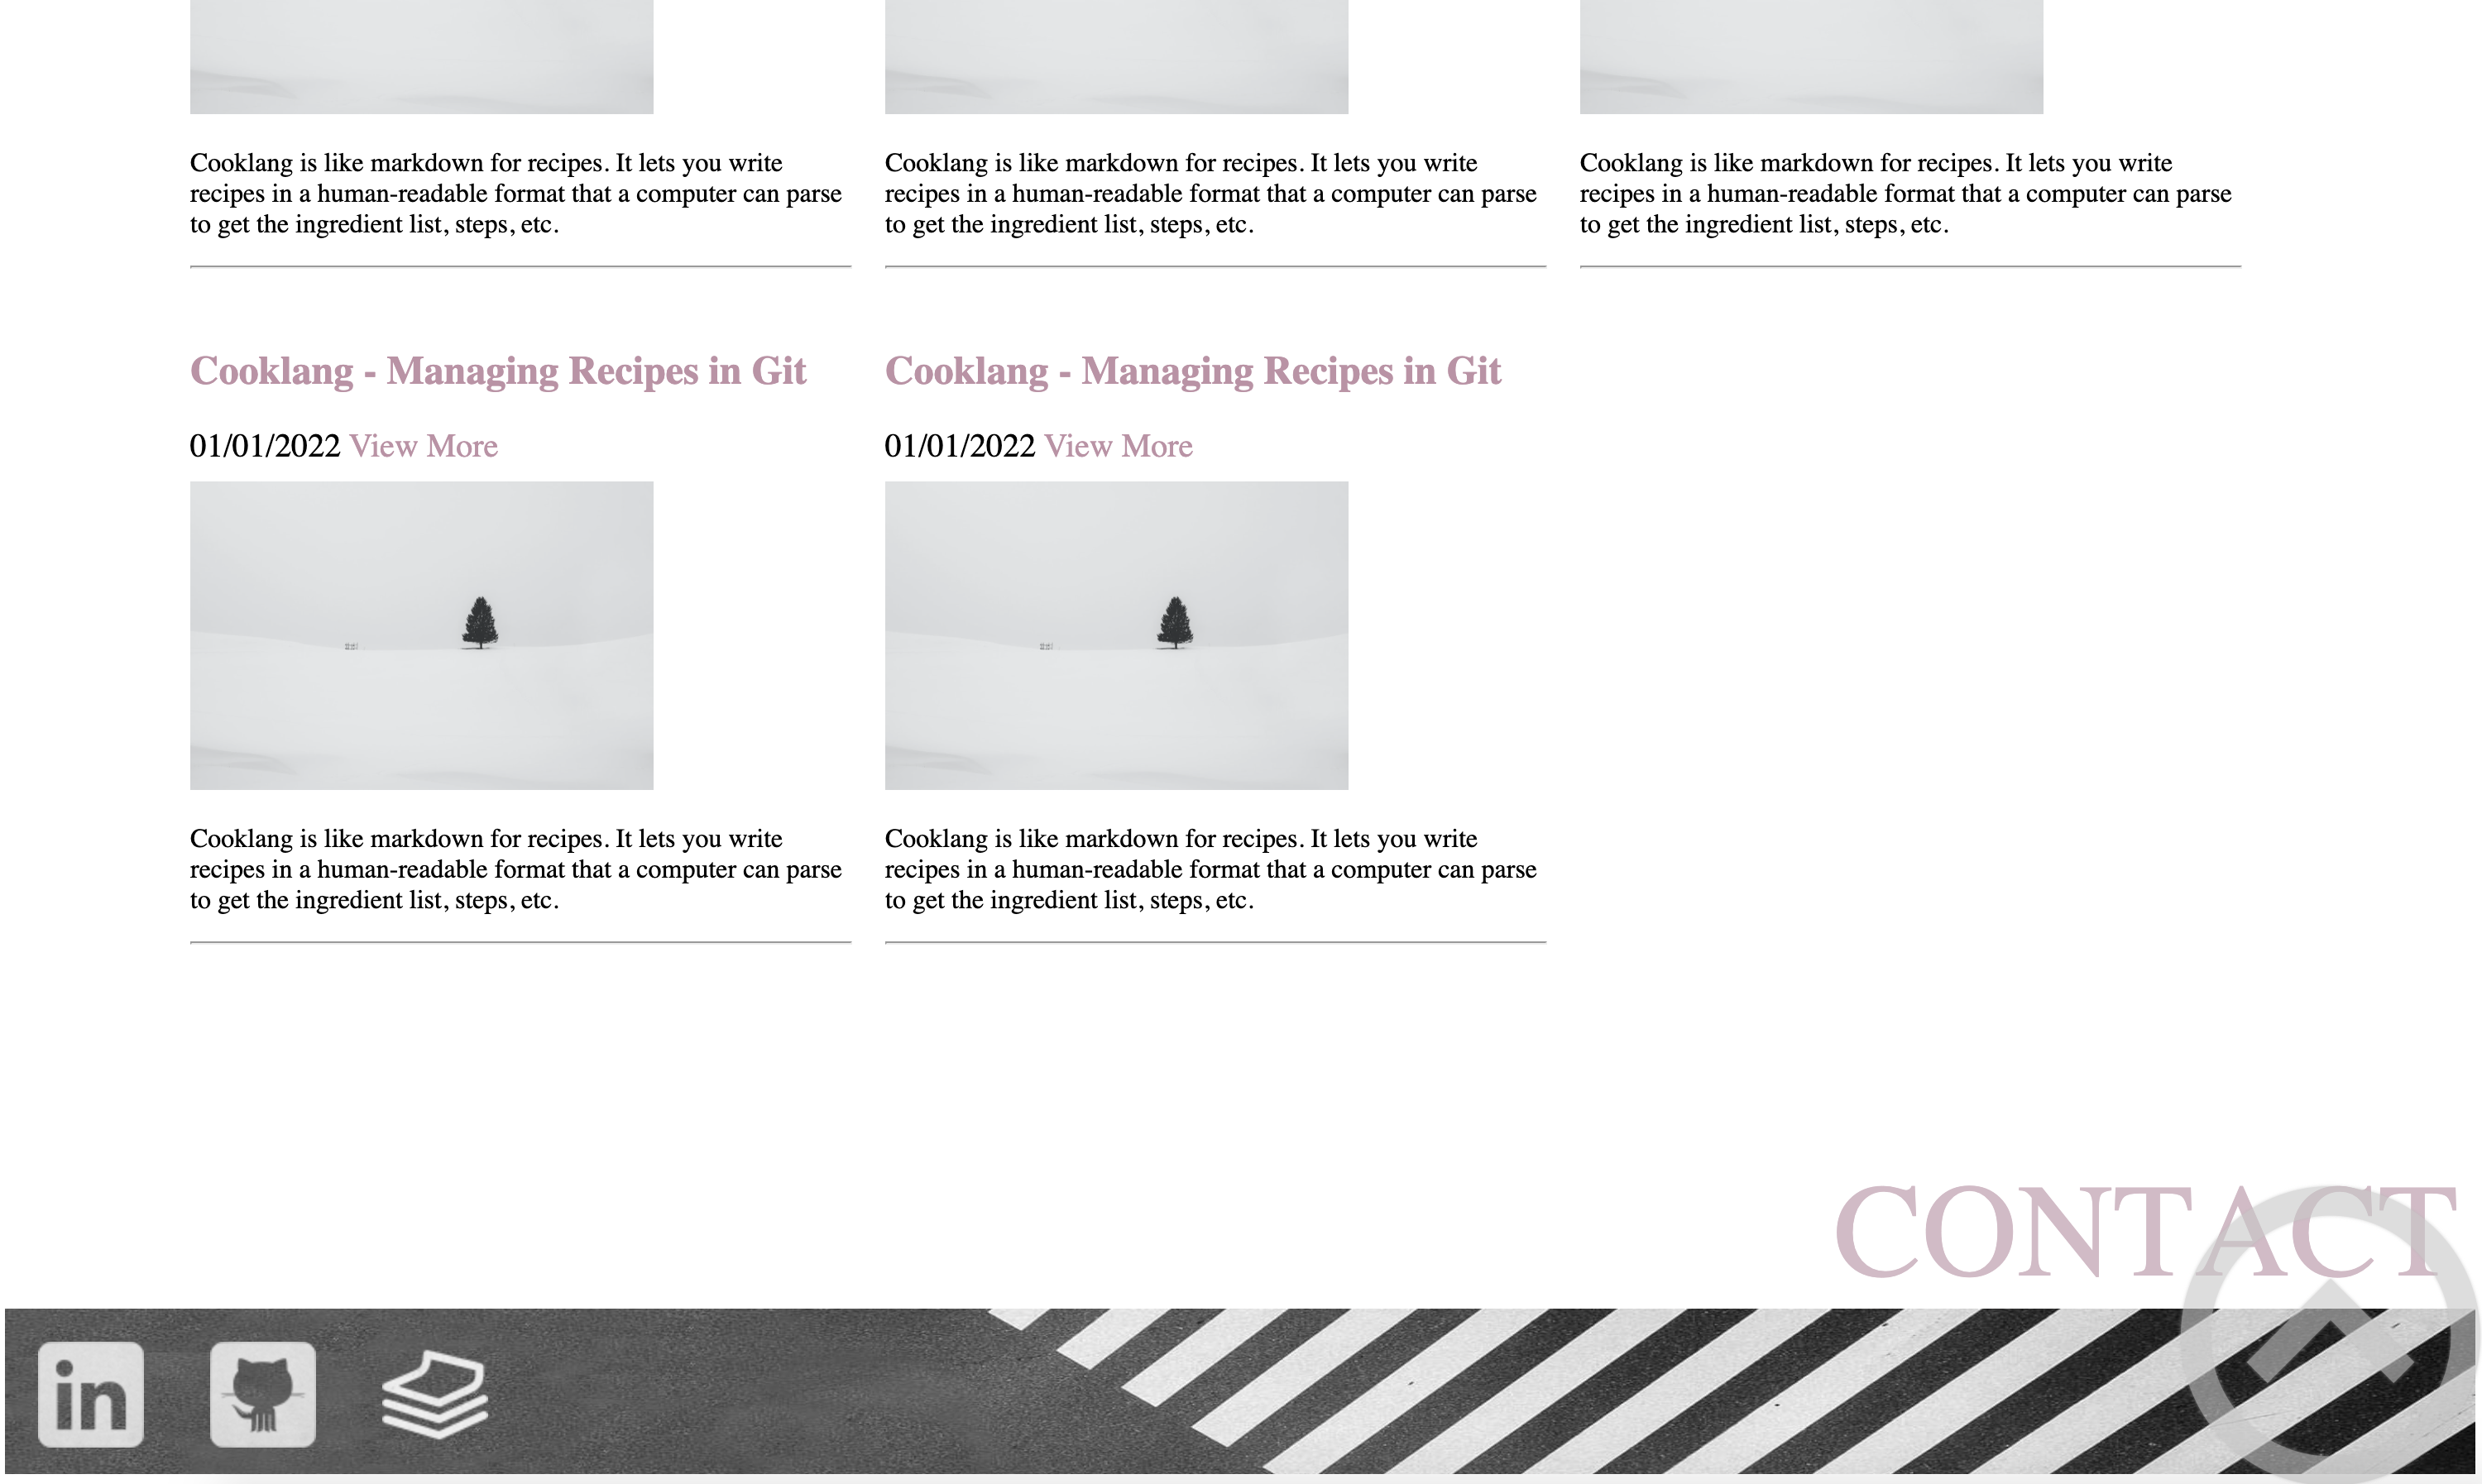 Cooklang is like markdown for recipes. It lets you write
recipes in a human-readable format that a computer can parse
to get the ingredient list, steps, etc.
Cooklang is like markdown for recipes. It lets you write
recipes in a human-readable format that a computer can parse
to get the ingredient list, steps, etc.
Cooklang is like markdown for recipes. It lets you write
recipes in a human-readable format that a computer can parse
to get the ingredient list, steps, etc.
Cooklang - Managing Recipes in Git
01/01/2022 View More
Cooklang is like markdown for recipes. It lets you write
recipes in a human-readable format that a computer can parse
to get the ingredient list, steps, etc.
Cooklang - Managing Recipes in Git
01/01/2022 View More
Cooklang is like markdown for recipes. It lets you write
recipes in a human-readable format that a computer can parse
to get the ingredient list, steps, etc.
CONTACT
in